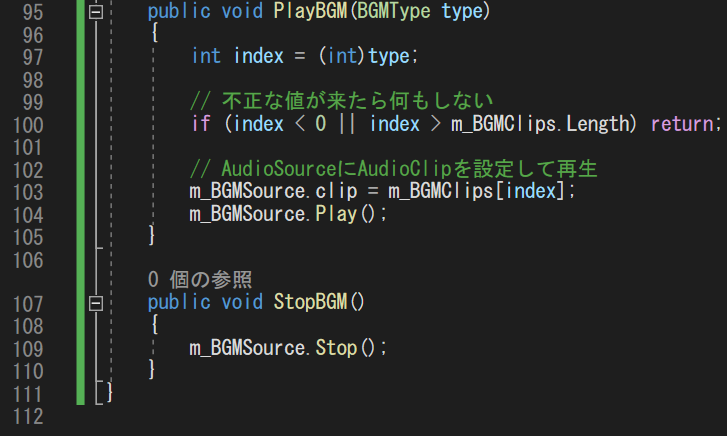 95 public void PlayBGM(BGMType type)
96 {
97 int index = (int)type;
98
99 // 不正な値が来たら何もしない
100 if (index < 0 || index > m_BGMClips.Length) return;
101
102 // AudioSourceにAudioClipを設定して再生
103 m_BGMSource.clip = m_BGMClips[index];
104 m_BGMSource.Play();
105 }
106
0 個の参照
107 public void StopBGM()
108 {
109 m_BGMSource.Stop();
110 }
111 }
112